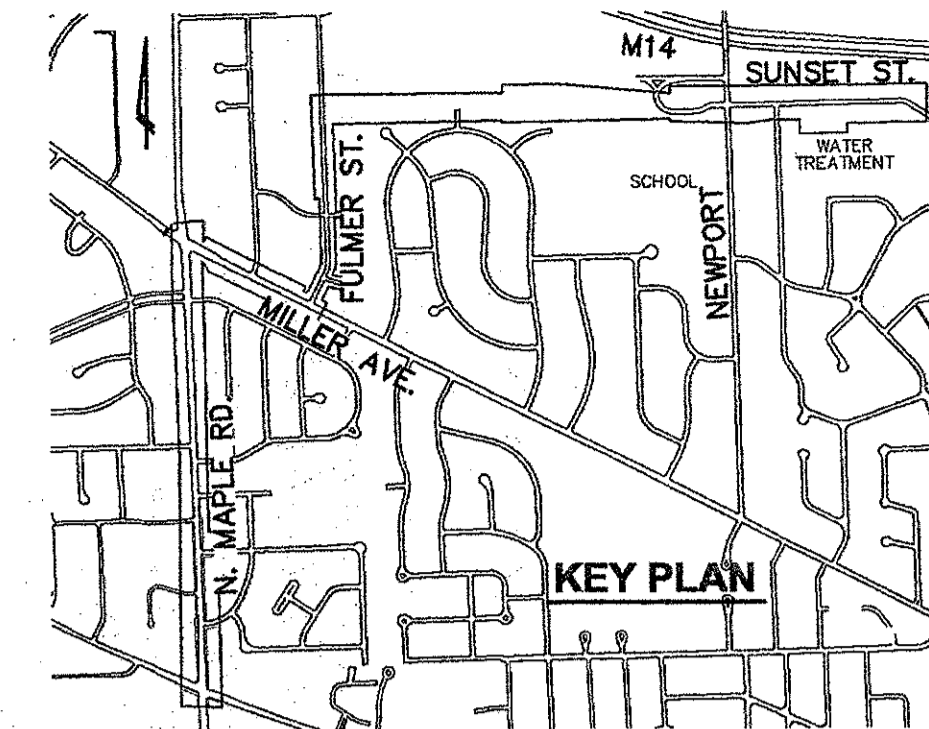 M14
SUNSET ST.
WATER
TREATMENT
SCHOOL
FULMER ST.
NEWPORT
MILLER AVE.
N. MAPLE RD.
KEY PLAN